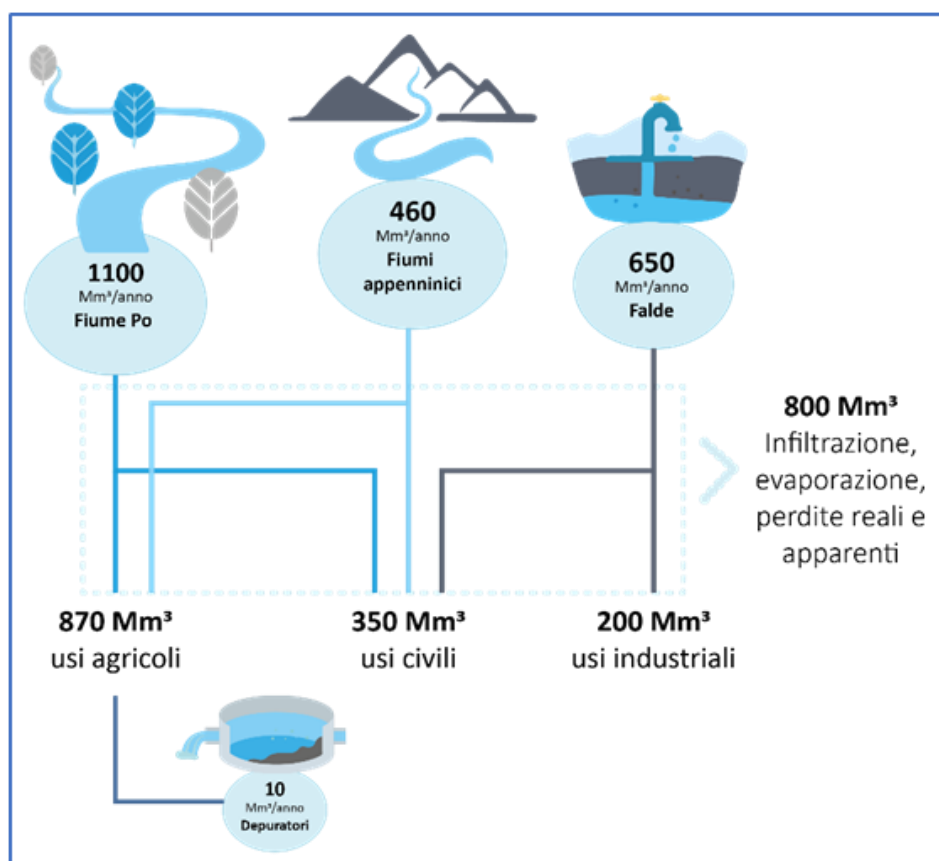 1100
Mm³/anno
Fiume Po
460
Mm³/anno
Fiumi
appenninici
650
Mm³/anno
Falde
800 Mm³
Infiltrazione,
evaporazione,
perdite reali e
apparenti
870 Mm³
usi agricoli
350 Mm³
usi civili
200 Mm³
usi industriali
10
Mm³/anno
Depuratori